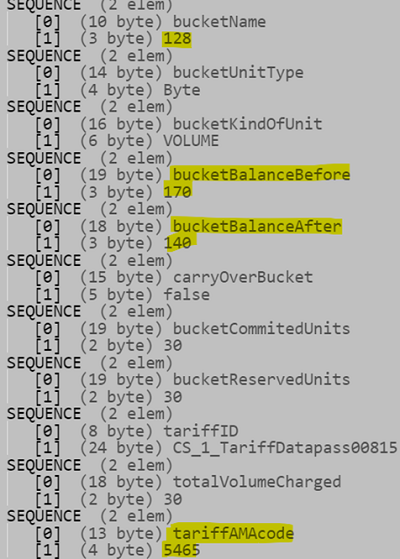 SEQUENCE (2 elem)
[0] (10 byte) bucketName
[1] (3 byte) 128
SEQUENCE (2 elem)
[0] (14 byte) bucketUnitType
[1] (4 byte) Byte
SEQUENCE (2 elem)
[0] (16 byte) bucketKindOfUnit
[1] (6 byte) VOLUME
SEQUENCE (2 elem)
[0] (19 byte) bucketBalanceBefore
[1] (3 byte) 170
SEQUENCE (2 elem)
[0] (18 byte) bucketBalanceAfter
[1] (3 byte) 140
SEQUENCE (2 elem)
[0] (15 byte) carryOverBucket
[1] (5 byte) false
SEQUENCE (2 elem)
[0] (19 byte) bucketCommitedUnits
[1] (2 byte) 30
SEQUENCE (2 elem)
[0] (19 byte) bucketReservedUnits
[1] (2 byte) 30
SEQUENCE (2 elem)
[0] (8 byte) tariffID
[1] (24 byte) CS_1_TariffDatapass00815
SEQUENCE (2 elem)
[0] (18 byte) totalVolumeCharged
[1] (2 byte) 30
SEQUENCE (2 elem)
[0] (13 byte) tariffAMAcode
[1] (4 byte) 5465